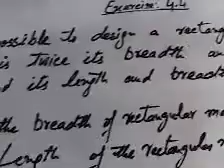 Exercise: 4.4
possible to design a rectang
is twice its breadth an
d its length and breadt
the breadth of rectangular m
Length of the rectangular